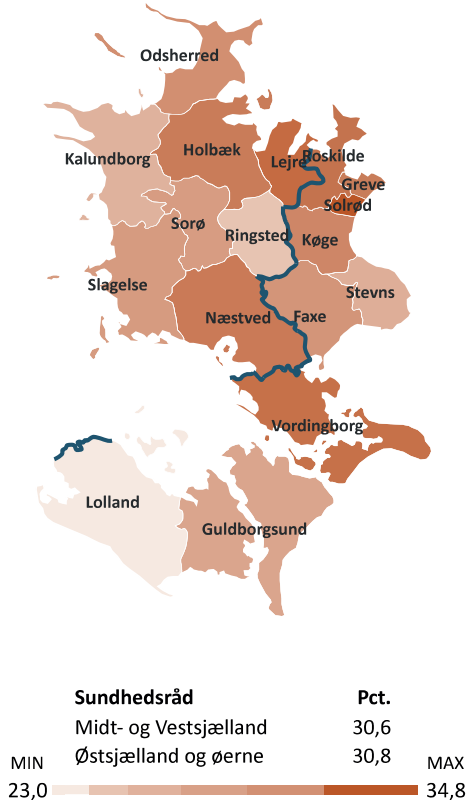 Odsherred
Holbæk
Kalundborg
Lejre
Roskilde
Greve
Solrød
Sorø
Ringsted
Køge
Slagelse
Stevns
Næstved
Faxe
Vordingborg
Lolland
Guldborgsund
Sundhedsråd Pct.
Midt- og Vestsjælland 30,6
Østsjælland og øerne 30,8
MIN MAX
23,0 34,8